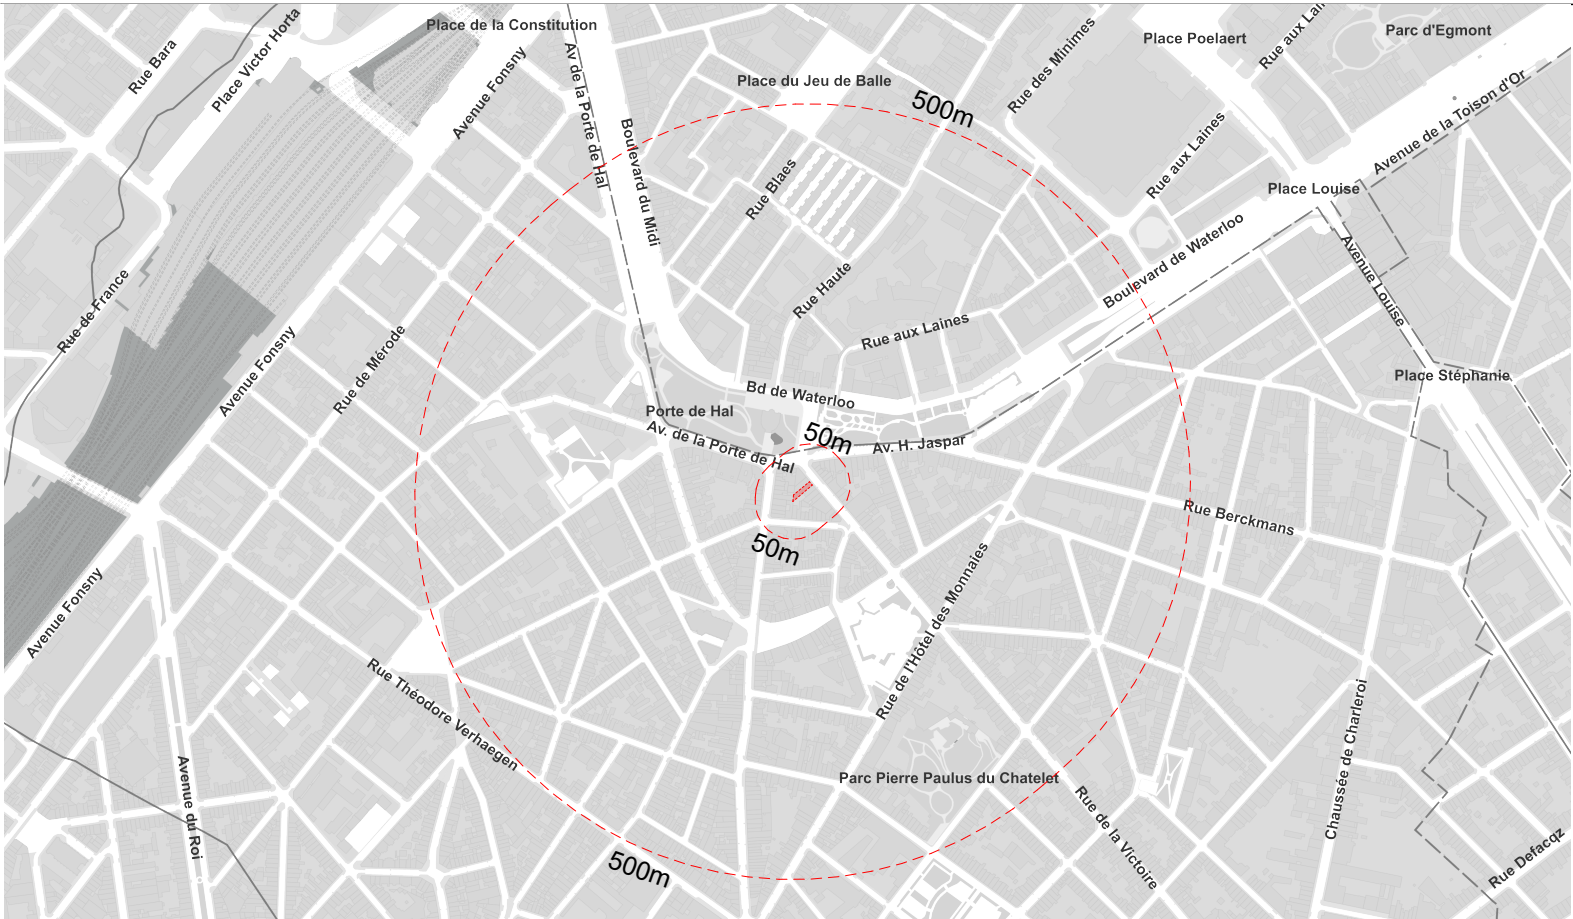 Place de la Constitution
Parc d'Egmont
Place Poelaert
Rue aux Lai
Rue Bara
Place Victor Horta
Avenue Fonsny
Av de la Porte de Hal
Place du Jeu de Balle
500m
Rue des Minimes
Avenue de la Toison d'Or
Boulevard du Midi
Rue Blaes
Rue aux Laines
Place Louise
Rue de France
Rue Haute
Boulevard de Waterloo
Avenue Louise
Rue aux Laines
Avenue Fonsny
Rue de Mérode
Place Stéphanie
Bd de Waterloo
Porte de Hal
Av. de la Porte de Hal
50m
Av. H. Jaspar
Rue Berckmans
50m
Avenue Fonsny
Rue de l'Hôtel des Monnaies
Rue Théodore Verhaegen
Chaussée de Charleroi
Parc Pierre Paulus du Chatelet
Avenue du Roi
Rue de la Victoire
500m
Rue Defacqz